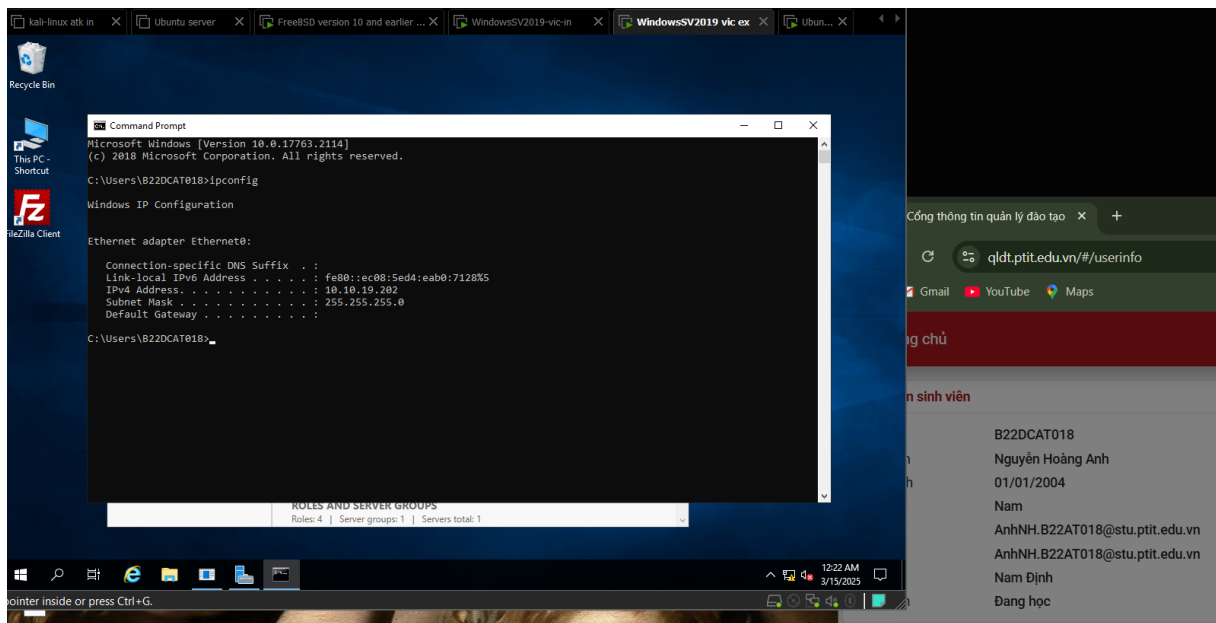 kali-linux atk in
Ubuntu server
FreeBSD version 10 and earlier ...
WindowsSV2019-vic-in
WindowsSV2019 vic ex
Ubun...
Recycle Bin
This PC -
Shortcut
FileZilla Client
Command Prompt
Microsoft Windows [Version 10.0.17763.2114]
(c) 2018 Microsoft Corporation. All rights reserved.
C:\Users\B22DCAT018>ipconfig
Windows IP Configuration
Ethernet adapter Ethernet0:
Connection-specific DNS Suffix . :
Link-local IPv6 Address . . . . . : fe80::ec08:5ed4:eab0:7128%5
IPv4 Address. . . . . . . . . . . : 10.10.19.202
Subnet Mask . . . . . . . . . . . : 255.255.255.0
Default Gateway . . . . . . . . . :
C:\Users\B22DCAT018>
ROLES AND SERVER GROUPS
Roles: 4 | Server groups: 1 | Servers total: 1
12:22 AM
3/15/2025
pointer inside or press Ctrl+G.
Cổng thông tin quản lý đào tạo
qldt.ptit.edu.vn/#/userinfo
Gmail
YouTube
Maps
ng chủ
n sinh viên
B22DCAT018
Nguyễn Hoàng Anh
01/01/2004
Nam
AnhNH.B22AT018@stu.ptit.edu.vn
AnhNH.B22AT018@stu.ptit.edu.vn
Nam Định
Đang học